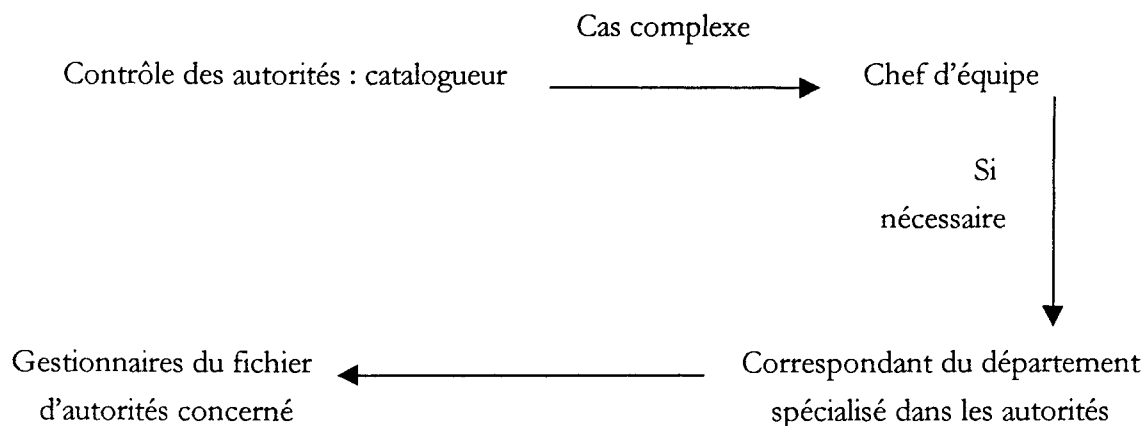 Cas complexe
Contrôle des autorités : catalogueur
Chef d'équipe
Si
nécessaire
Gestionnaires du fichier
d'autorités concerné
Correspondant du département
spécialisé dans les autorités